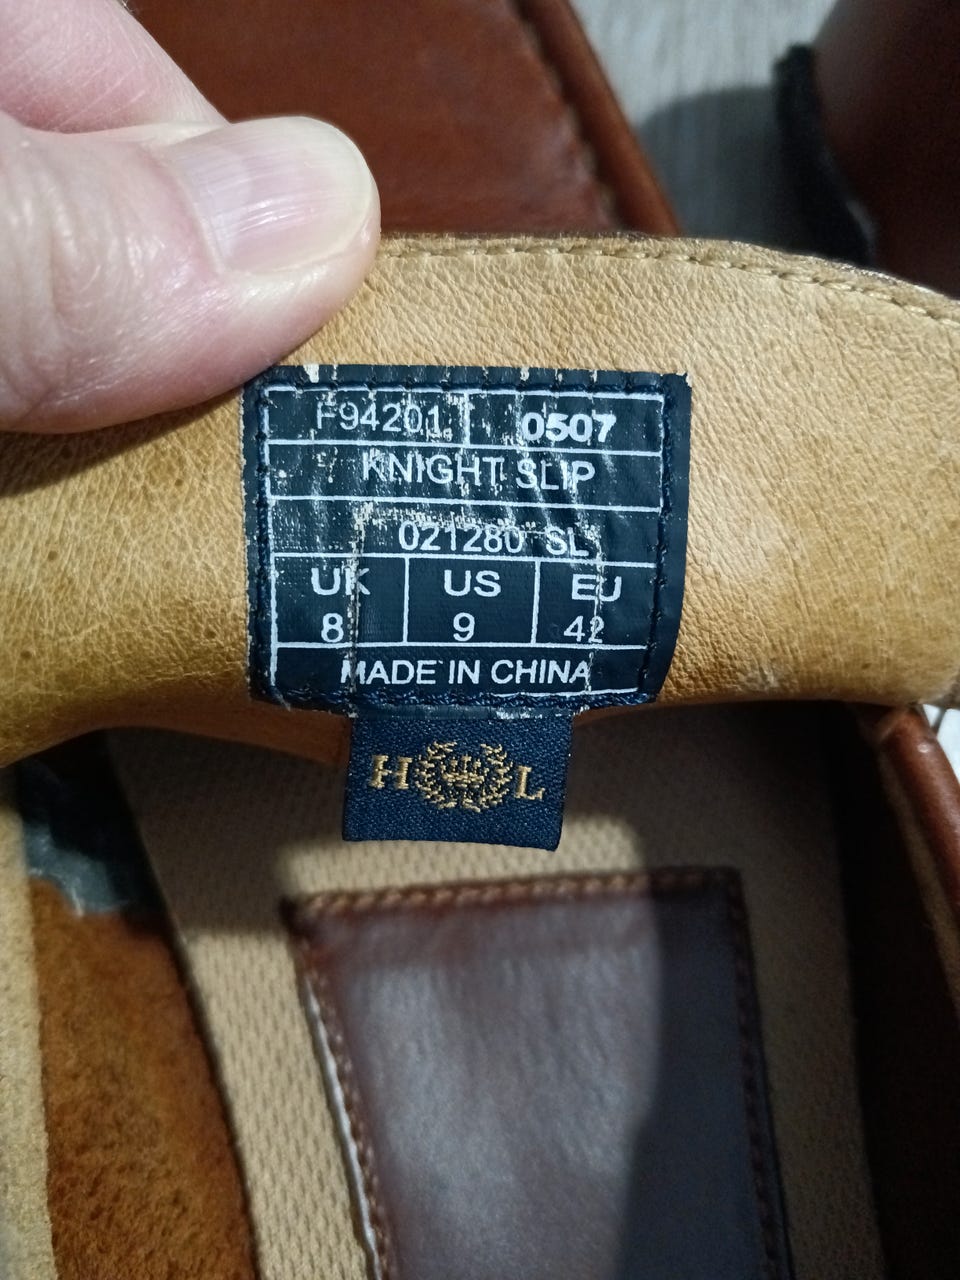 F94201 0507
KNIGHT SLIP
021280 SL
UK US EU
8 9 42
MADE IN CHINA
H L